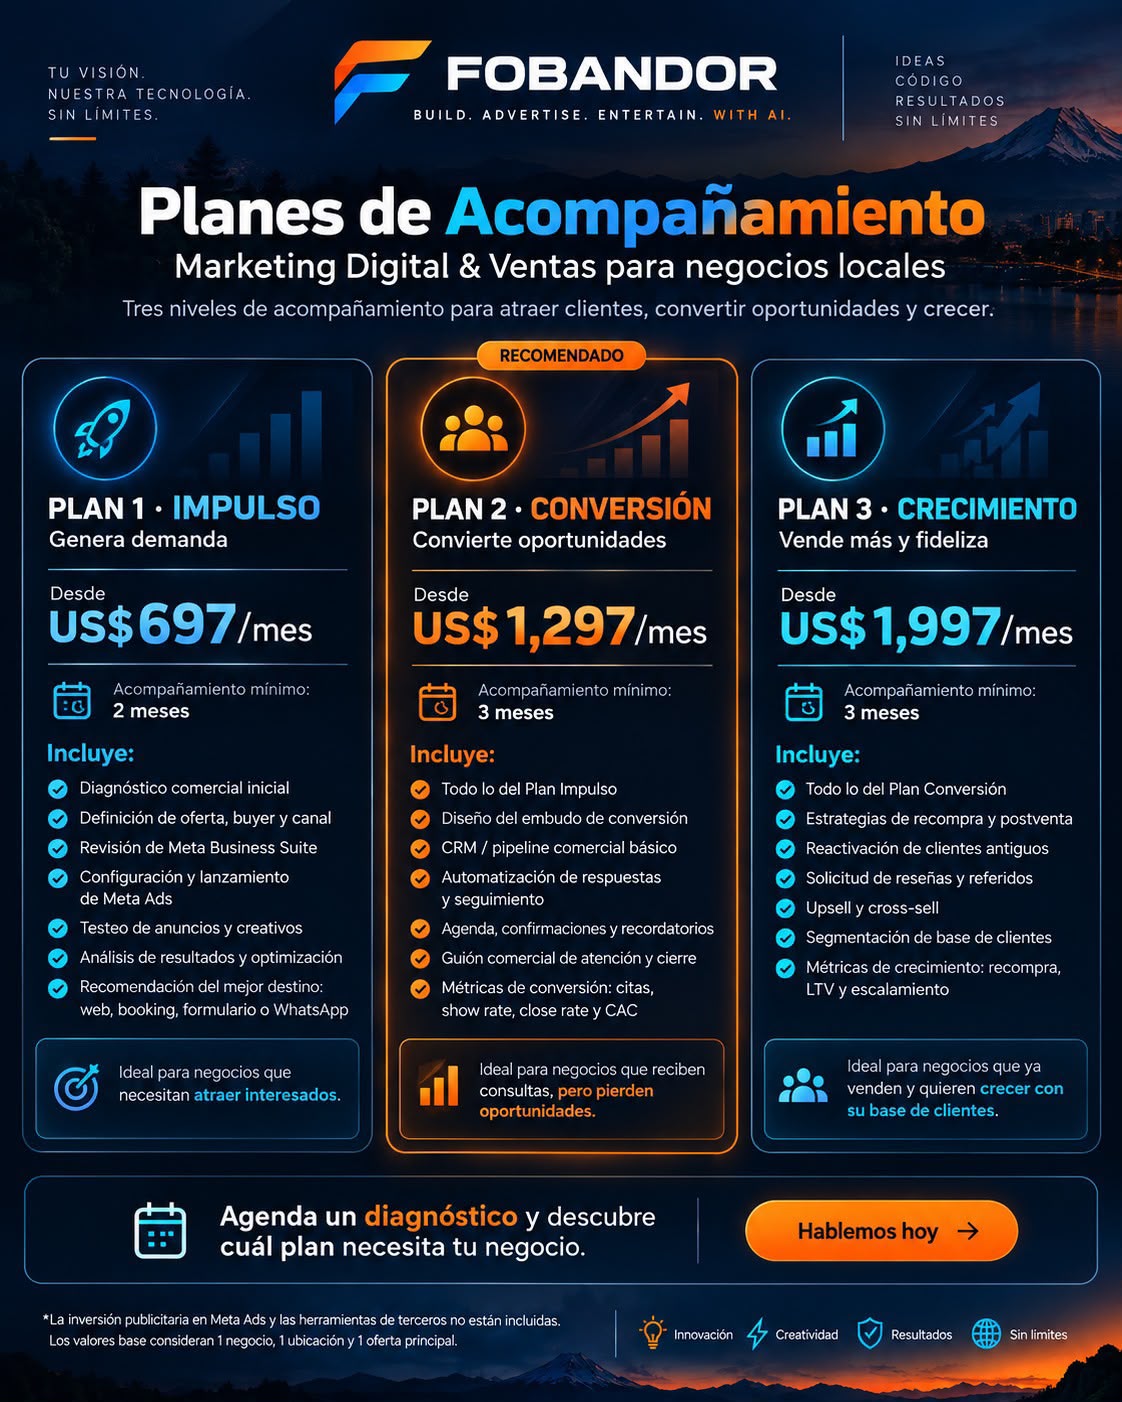 TU VISIÓN.
NUESTRA TECNOLOGÍA.
SIN LÍMITES.
FOBANDOR
BUILD. ADVERTISE. ENTERTAIN. WITH AI.
IDEAS
CÓDIGO
RESULTADOS
SIN LÍMITES
Planes de Acompañamiento
Marketing Digital & Ventas para negocios locales
Tres niveles de acompañamiento para atraer clientes, convertir oportunidades y crecer.
PLAN 1 · IMPULSO
Genera demanda
Desde
US$ 697/mes
Acompañamiento mínimo:
2 meses
Incluye:
Diagnóstico comercial inicial
Definición de oferta, buyer y canal
Revisión de Meta Business Suite
Configuración y lanzamiento
de Meta Ads
Testeo de anuncios y creativos
Análisis de resultados y optimización
Recomendación del mejor destino:
web, booking, formulario o WhatsApp
Ideal para negocios que
necesitan atraer interesados.
RECOMENDADO
PLAN 2 · CONVERSIÓN
Convierte oportunidades
Desde
US$ 1,297/mes
Acompañamiento mínimo:
3 meses
Incluye:
Todo lo del Plan Impulso
Diseño del embudo de conversión
CRM / pipeline comercial básico
Automatización de respuestas
y seguimiento
Agenda, confirmaciones y recordatorios
Guión comercial de atención y cierre
Métricas de conversión: citas,
show rate, close rate y CAC
Ideal para negocios que reciben
consultas, pero pierden
oportunidades.
PLAN 3 · CRECIMIENTO
Vende más y fideliza
Desde
US$ 1,997/mes
Acompañamiento mínimo:
3 meses
Incluye:
Todo lo del Plan Conversión
Estrategias de recompra y postventa
Reactivación de clientes antiguos
Solicitud de reseñas y referidos
Upsell y cross-sell
Segmentación de base de clientes
Métricas de crecimiento: recompra,
LTV y escalamiento
Ideal para negocios que ya
venden y quieren crecer con
su base de clientes.
Agenda un diagnóstico y descubre
cuál plan necesita tu negocio.
Hablemos hoy →
*La inversión publicitaria en Meta Ads y las herramientas de terceros no están incluidas.
Los valores base consideran 1 negocio, 1 ubicación y 1 oferta principal.
Innovación
Creatividad
Resultados
Sin limites